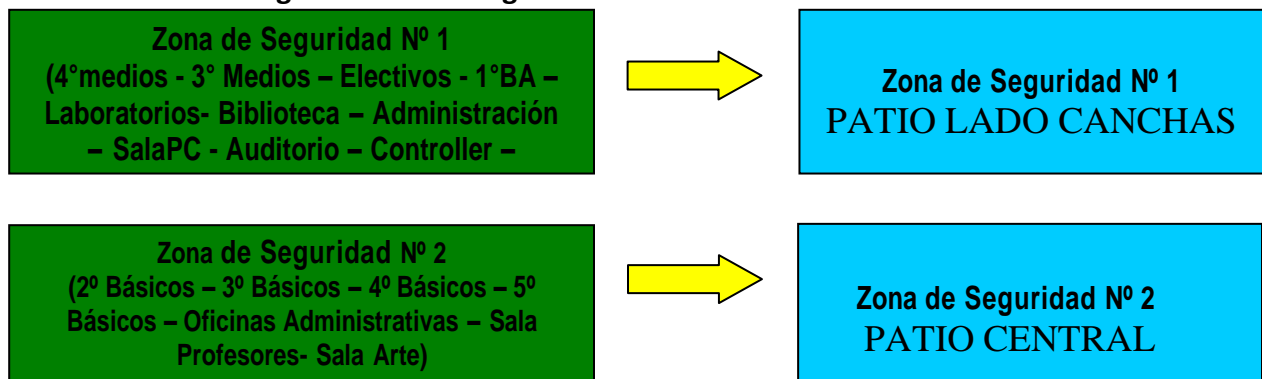 Zona de Seguridad Nº 1
(4°medios - 3° Medios – Electivos - 1°BA –
Laboratorios- Biblioteca – Administración
– SalaPC - Auditorio – Controller –
Zona de Seguridad Nº 1
PATIO LADO CANCHAS
Zona de Seguridad Nº 2
(2º Básicos – 3º Básicos – 4º Básicos – 5º
Básicos – Oficinas Administrativas – Sala
Profesores- Sala Arte)
Zona de Seguridad Nº 2
PATIO CENTRAL